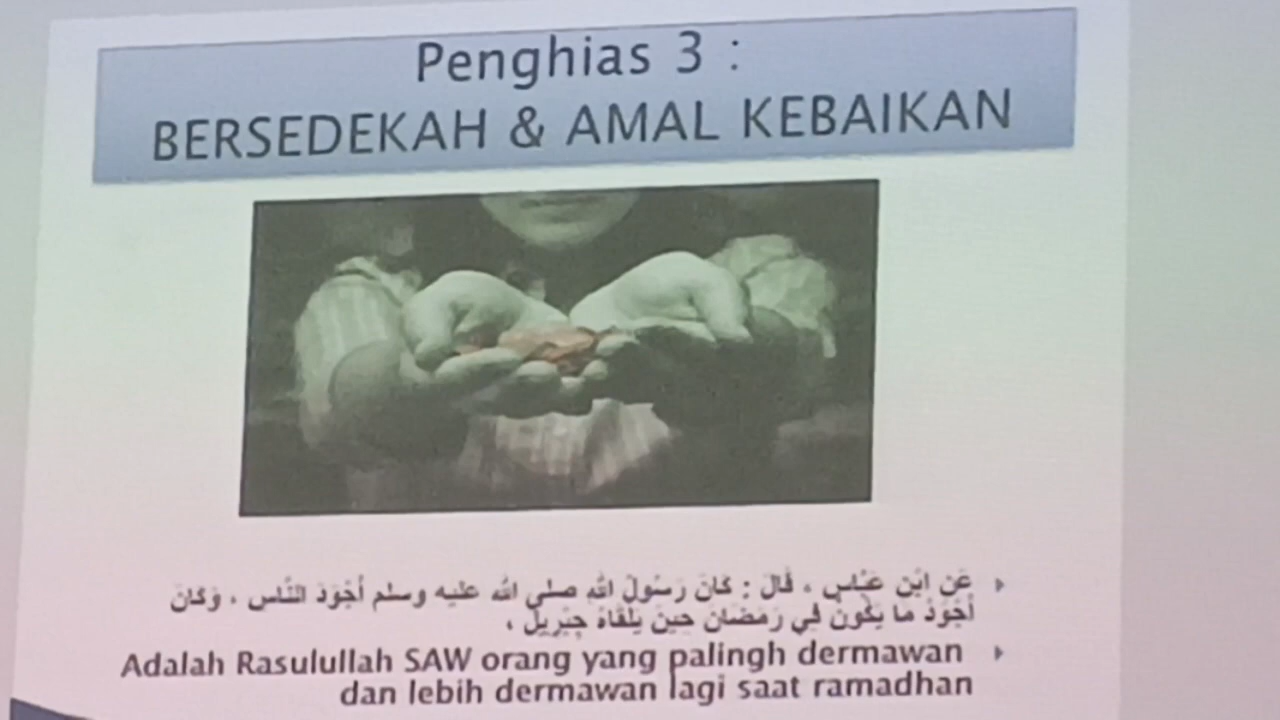 Penghias 3 :
BERSEDEKAH & AMAL KEBAIKAN
عَنِ ابْنِ عَبَّاسٍ ، قَالَ : كَانَ رَسُولُ اللهِ صلى الله عليه وسلم أَجْوَدَ النَّاسِ ، وَكَانَ
أَجْوَدَ مَا يَكُونُ فِي رَمَضَانَ حِينَ يَلْقَاهُ جِبْرِيلُ ،
Adalah Rasulullah SAW orang yang palingh dermawan
dan lebih dermawan lagi saat ramadhan